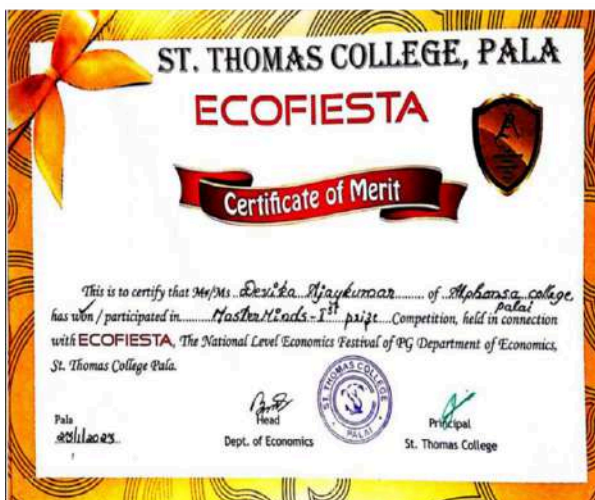 ST. THOMAS COLLEGE, PALA
ECOFIESTA
Certificate of Merit
This is to certify that Mr/Ms Devika Ajaykumar of Alphonsa college, palai
has won / participated in MasterMinds - Ist prize Competition, held in connection
with ECOFIESTA, The National Level Economics Festival of PG Department of Economics,
St. Thomas College Pala.
Pala
Head
Dept. of Economics
ST. THOMAS COLLEGE
PALAI
Principal
St. Thomas College